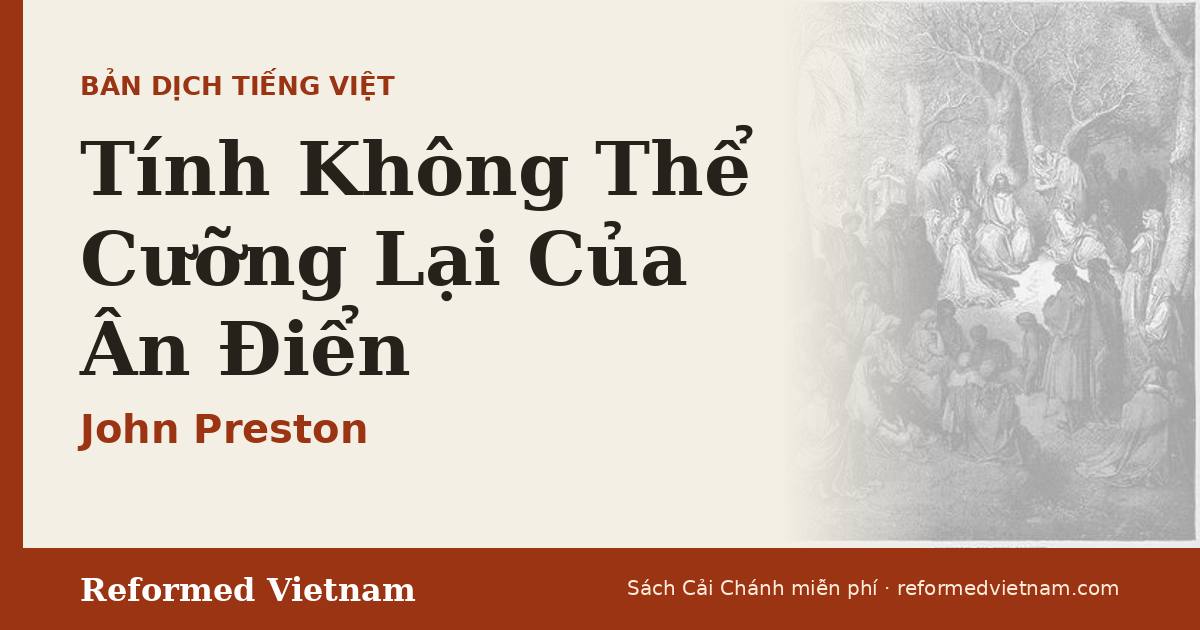 BẢN DỊCH TIẾNG VIỆT
Tính Không Thể
Cưỡng Lại Của
Ân Điển
John Preston
Reformed Vietnam
Sách Cải Chánh miễn phí · reformedvietnam.com